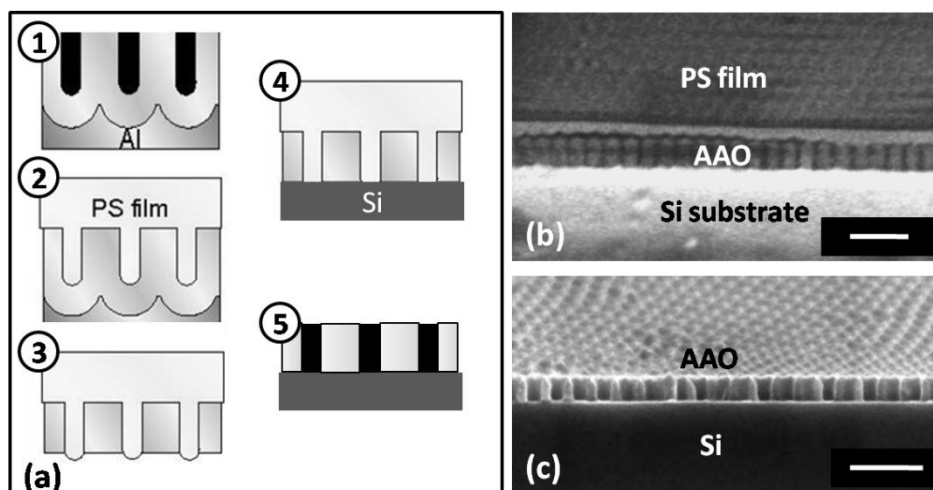 1
Al
2
PS film
3
(a)
4
Si
5
PS film
AAO
Si substrate
(b)
AAO
Si
(c)